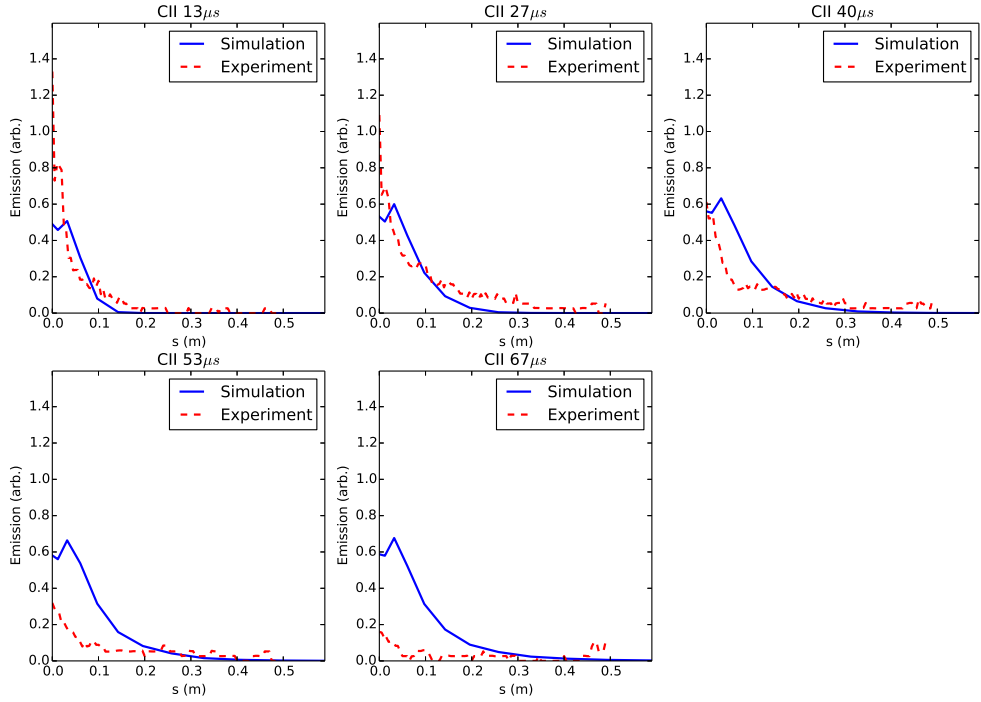 CII 13μs
Simulation
Experiment
Emission (arb.)
1.4
1.2
1.0
0.8
0.6
0.4
0.2
0.0
0.0 0.1 0.2 0.3 0.4 0.5
s (m)
CII 27μs
Simulation
Experiment
Emission (arb.)
1.4
1.2
1.0
0.8
0.6
0.4
0.2
0.0
0.0 0.1 0.2 0.3 0.4 0.5
s (m)
CII 40μs
Simulation
Experiment
Emission (arb.)
1.4
1.2
1.0
0.8
0.6
0.4
0.2
0.0
0.0 0.1 0.2 0.3 0.4 0.5
s (m)
CII 53μs
Simulation
Experiment
Emission (arb.)
1.4
1.2
1.0
0.8
0.6
0.4
0.2
0.0
0.0 0.1 0.2 0.3 0.4 0.5
s (m)
CII 67μs
Simulation
Experiment
Emission (arb.)
1.4
1.2
1.0
0.8
0.6
0.4
0.2
0.0
0.0 0.1 0.2 0.3 0.4 0.5
s (m)